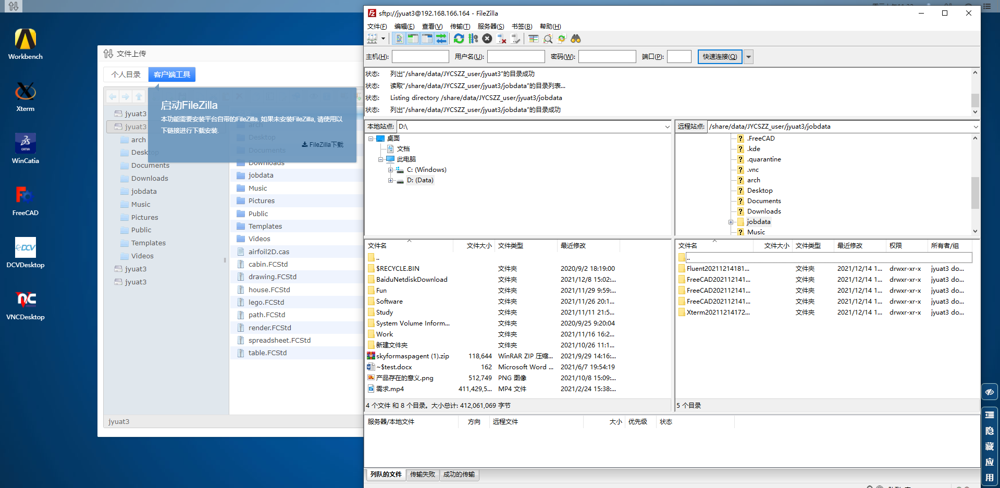 Workbench
Xterm
WinCatia
FreeCAD
DCVDesktop
VNCDesktop
文件上传
个人目录
客户端工具
启动FileZilla
本功能需要安装平台自带的FileZilla. 如果未安装FileZilla, 请使用以
下链接进行下载安装.
FileZilla下载
jyuat3
jyuat3
arch
Desktop
Documents
Downloads
jobdata
Music
Pictures
Public
Templates
Videos
jyuat3
jyuat3
arch
Desktop
Documents
Downloads
jobdata
Music
Pictures
Public
Templates
Videos
airfoil2D.cas
cabin.FCStd
drawing.FCStd
house.FCStd
lego.FCStd
path.FCStd
render.FCStd
spreadsheet.FCStd
table.FCStd
jyuat3
sftp://jyuat3@192.168.166.164 - FileZilla
文件(F) 编辑(E) 查看(V) 传输(T) 服务器(S) 书签(B) 帮助(H)
主机(H): 用户名(U): 密码(W): 端口(P): 快速连接(Q)
状态: 列出“/share/data/JYCSZZ_user/jyuat3”的目录成功
状态: 读取“/share/data/JYCSZZ_user/jyuat3/jobdata”的目录列表...
状态: Listing directory /share/data/JYCSZZ_user/jyuat3/jobdata
状态: 列出“/share/data/JYCSZZ_user/jyuat3/jobdata”的目录成功
本地站点: D:\
桌面
文档
此电脑
C: (Windows)
D: (Data)
远程站点: /share/data/JYCSZZ_user/jyuat3/jobdata
.FreeCAD
.kde
.quarantine
.vnc
arch
Desktop
Documents
Downloads
jobdata
Music
文件名 文件大小 文件类型 最近修改
..
$RECYCLE.BIN 文件夹 2020/9/2 18:19:00
BaiduNetdiskDownload 文件夹 2021/12/8 15:02:...
Fun 文件夹 2021/11/29 9:59:...
Software 文件夹 2021/11/26 20:1...
Study 文件夹 2021/11/11 21:5...
System Volume Inform... 文件夹 2020/9/25 9:20:04
Work 文件夹 2021/11/16 16:2...
新建文件夹 文件夹 2021/10/26 11:1...
skyformaspagent (1).zip 118,644 WinRAR ZIP 压缩... 2021/9/29 14:16:...
~$test.docx 162 Microsoft Word ... 2021/6/7 19:54:19
产品存在的意义.png 512,749 PNG 图像 2021/10/8 15:09:...
需求.mp4 411,429,5... MP4 文件 2021/2/24 15:38:...
4 个文件 和 8 个目录。大小总计: 412,061,069 字节
文件名 文件大小 文件类型 最近修改 权限 所有者/组
..
Fluent20211214181... 文件夹 2021/12/14 1... drwxr-xr-x jyuat3 do...
FreeCAD202112141... 文件夹 2021/12/14 1... drwxr-xr-x jyuat3 do...
FreeCAD202112141... 文件夹 2021/12/14 1... drwxr-xr-x jyuat3 do...
FreeCAD202112141... 文件夹 2021/12/14 1... drwxr-xr-x jyuat3 do...
Xterm20211214172... 文件夹 2021/12/14 1... drwxr-xr-x jyuat3 do...
5 个目录
服务器/本地文件 方向 远程文件 大小 优先级 状态
列队的文件 传输失败 成功的传输
隐
藏
应
用